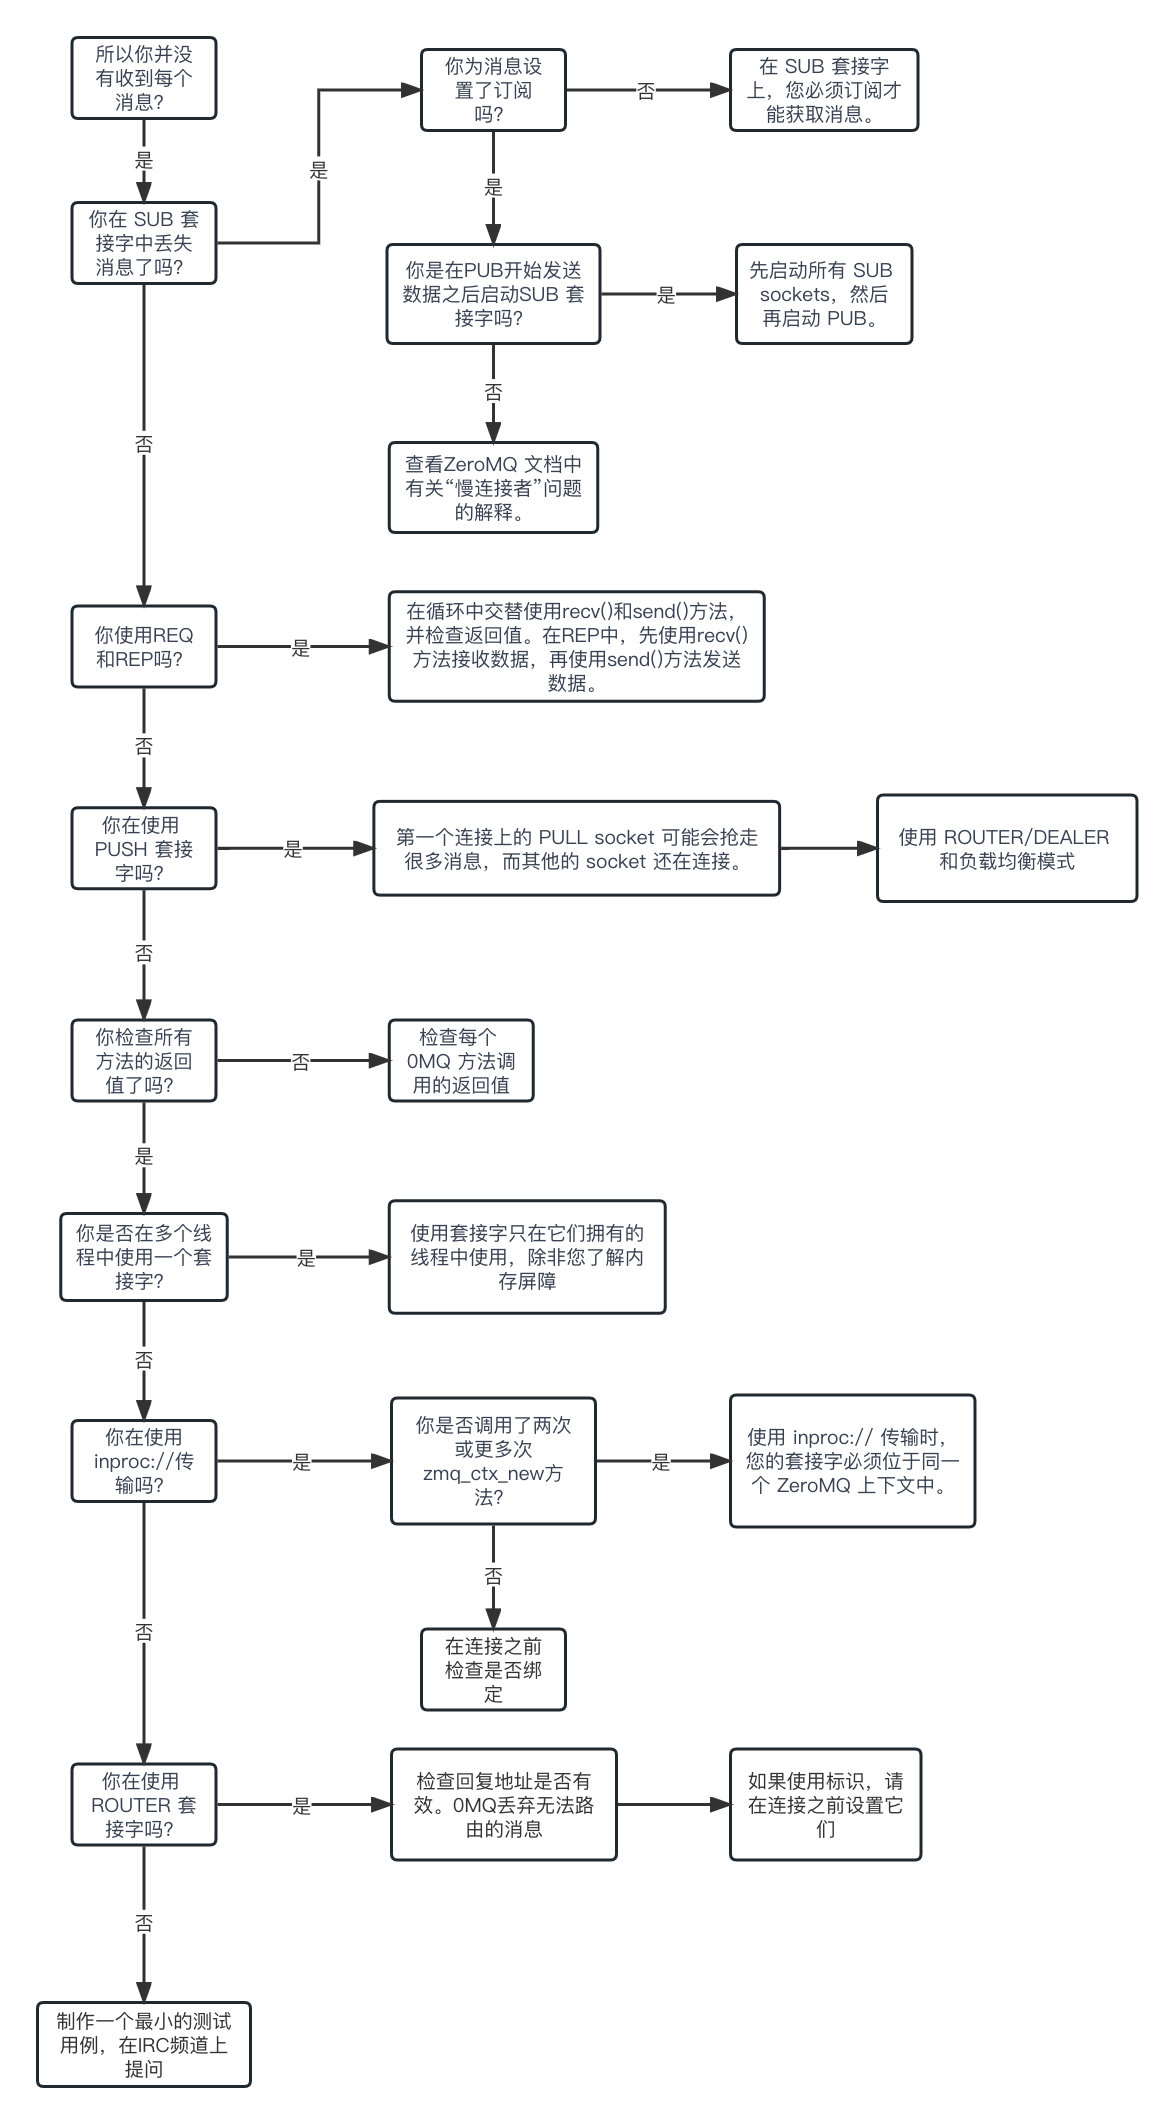 所以你并没
有收到每个
消息？
是
你在 SUB 套
接字中丢失
消息了吗？
是
你为消息设
置了订阅
吗？
否
在 SUB 套接字
上，您必须订阅才
能获取消息。
是
你是在PUB开始发送
数据之后启动SUB 套
接字吗？
是
先启动所有 SUB
sockets，然后
再启动 PUB。
否
查看ZeroMQ 文档中
有关“慢连接者”问题
的解释。
否
你使用REQ
和REP吗？
是
在循环中交替使用recv()和send()方法，
并检查返回值。在REP中，先使用recv()
方法接收数据，再使用send()方法发送
数据。
否
你在使用
PUSH 套接
字吗？
是
第一个连接上的 PULL socket 可能会抢走
很多消息，而其他的 socket 还在连接。
使用 ROUTER/DEALER
和负载均衡模式
否
你检查所有
方法的返回
值了吗？
否
检查每个
0MQ 方法调
用的返回值
是
你是否在多个线
程中使用一个套
接字？
是
使用套接字只在它们拥有的
线程中使用，除非您了解内
存屏障
否
你在使用
inproc://传
输吗？
是
你是否调用了两次
或更多次
zmq_ctx_new方
法？
是
使用 inproc:// 传输时，
您的套接字必须位于同一
个 ZeroMQ 上下文中。
否
在连接之前
检查是否绑
定
否
你在使用
ROUTER 套
接字吗？
是
检查回复地址是否有
效。0MQ丢弃无法路
由的消息
如果使用标识，请
在连接之前设置它
们
否
制作一个最小的测试
用例，在IRC频道上
提问